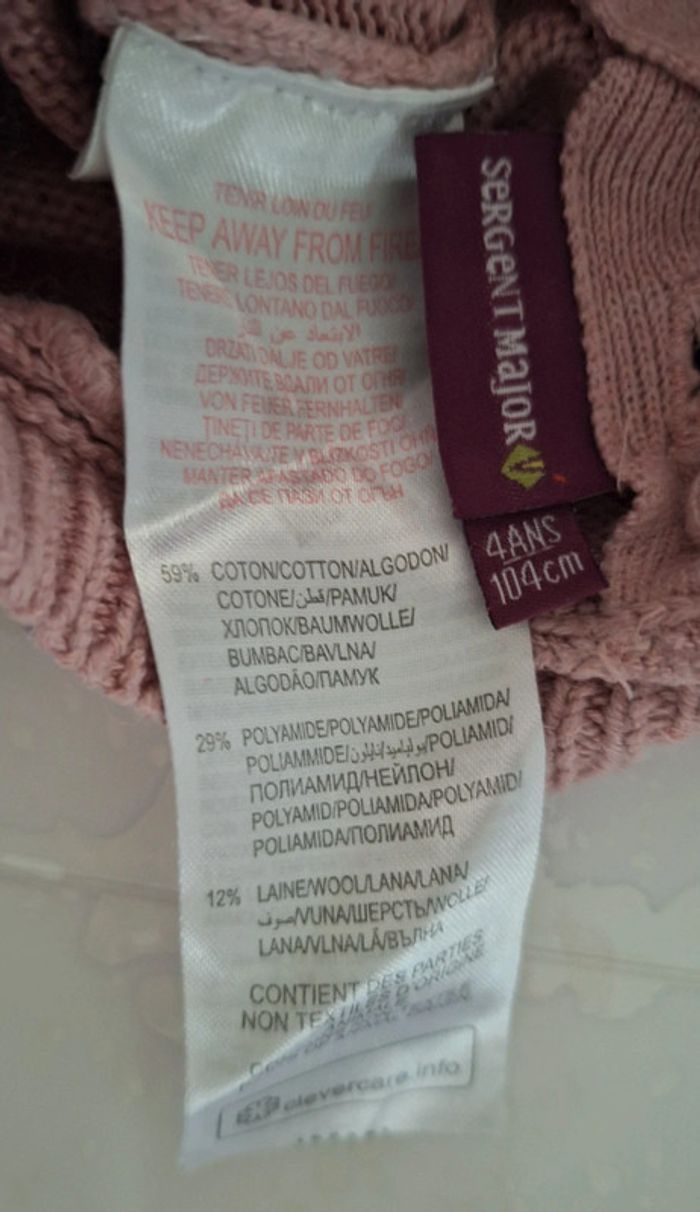 TENIR LOIN DU FEU
KEEP AWAY FROM FIRE
TENER LEJOS DEL FUEGO
TENERE LONTANO DAL FUOCO
الابتعاد عن النار
DRZATI DALJE OD VATRE
ДЕРЖИТЕ ВДАЛИ ОТ ОГНЯ
VON FEUER FERNHALTEN
ȚINEȚI DE PARTE DE FOC
NENECHÁVAJTE V BLÍZKOSTI OHNĚ
MANTER AFASTADO DO FOGO
ДА СЕ ПАЗИ ОТ ОГЪН
59% COTON/COTTON/ALGODON/
COTONE/قطن/PAMUK/
ХЛОПОК/BAUMWOLLE/
BUMBAC/BAVLNA/
ALGODÃO/ПАМУК
29% POLYAMIDE/POLYAMIDE/POLIAMIDA/
POLIAMMIDE/بولياميد/نايلون/POLIAMID/
ПОЛИАМИД/НЕЙЛОН/
POLYAMID/POLIAMIDA/POLYAMID/
POLIAMIDA/ПОЛИАМИД
12% LAINE/WOOL/LANA/LANA/
صوف/VUNA/ШЕРСТЬ/WOLLE/
LANA/VLNA/LÃ/ВЪЛНА
CONTIENT DES PARTIES
NON TEXTILES D'ORIGINE
clevercare.info
SERGENT MAJOR
4ANS
104cm